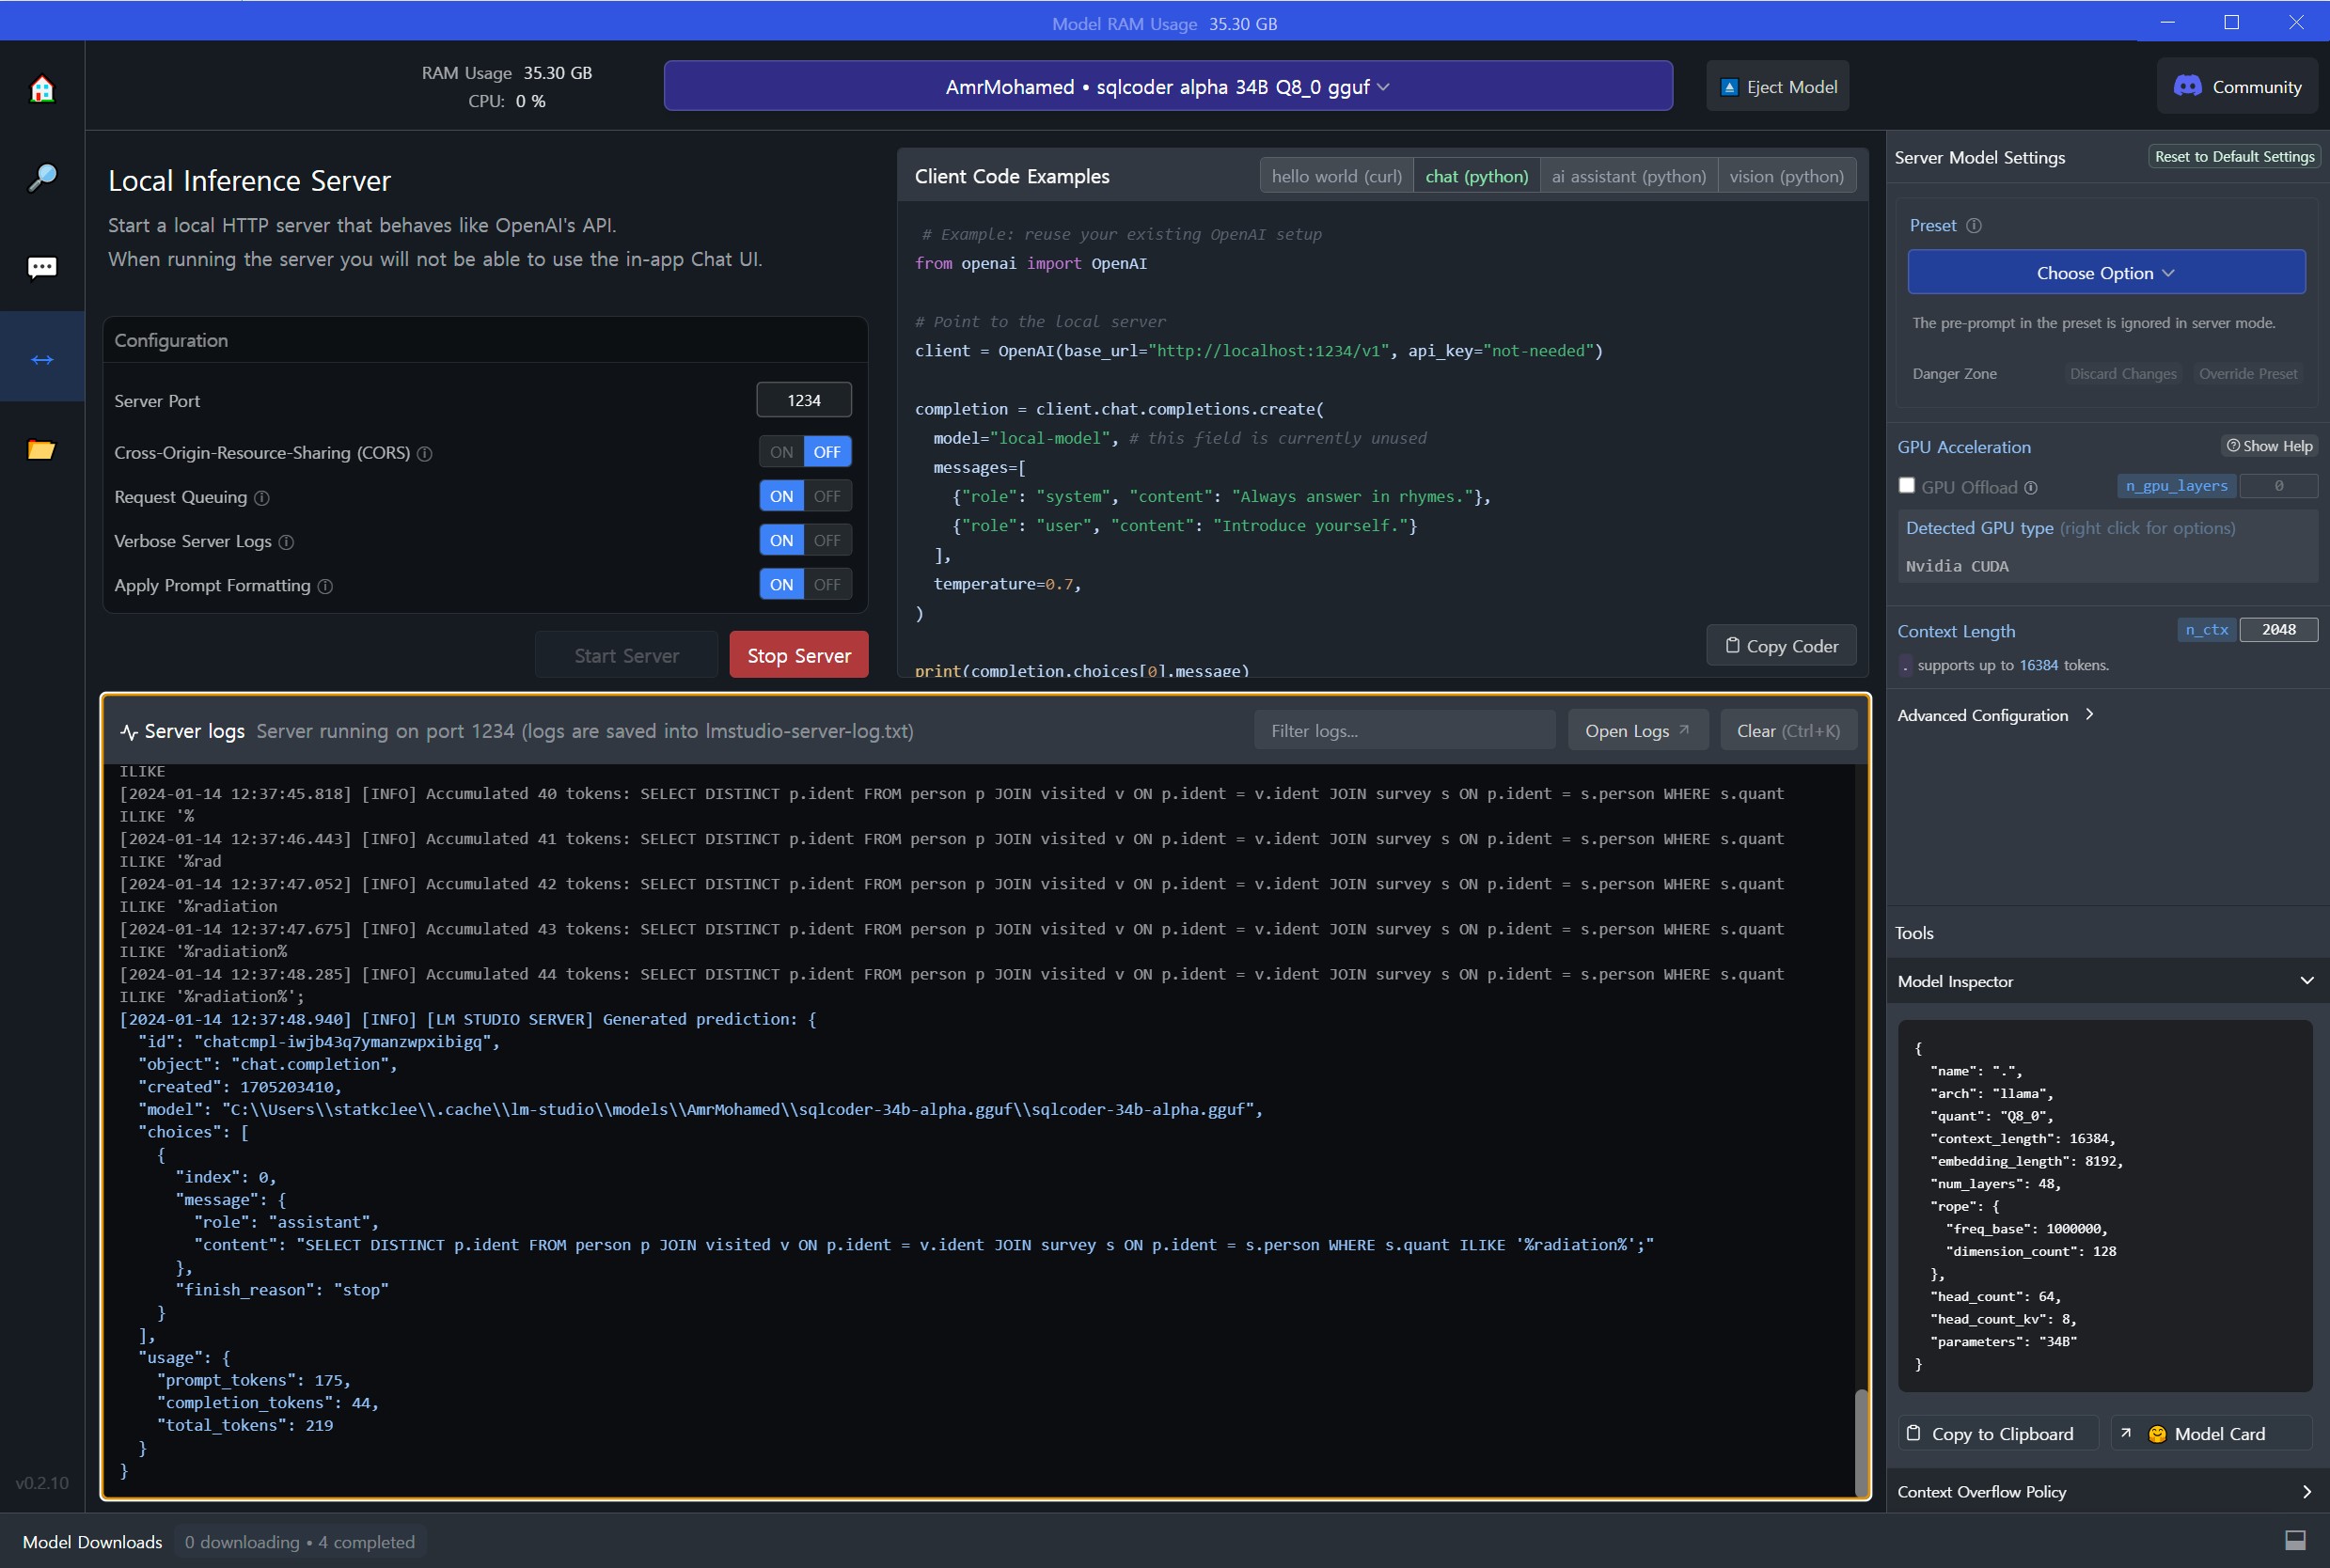 Model RAM Usage 35.30 GB
RAM Usage 35.30 GB
CPU: 0 %
AmrMohamed • sqlcoder alpha 34B Q8_0 gguf
Eject Model
Community
Local Inference Server
Start a local HTTP server that behaves like OpenAI's API.
When running the server you will not be able to use the in-app Chat UI.
Configuration
Server Port 1234
Cross-Origin-Resource-Sharing (CORS) ON OFF
Request Queuing ON OFF
Verbose Server Logs ON OFF
Apply Prompt Formatting ON OFF
Start Server Stop Server
Client Code Examples hello world (curl) chat (python) ai assistant (python) vision (python)
# Example: reuse your existing OpenAI setup
from openai import OpenAI
# Point to the local server
client = OpenAI(base_url="http://localhost:1234/v1", api_key="not-needed")
completion = client.chat.completions.create(
model="local-model", # this field is currently unused
messages=[
{"role": "system", "content": "Always answer in rhymes."},
{"role": "user", "content": "Introduce yourself."}
],
temperature=0.7,
)
print(completion.choices[0].message)
Copy Coder
Server logs Server running on port 1234 (logs are saved into lmstudio-server-log.txt)
Filter logs... Open Logs Clear (Ctrl+K)
ILIKE
[2024-01-14 12:37:45.818] [INFO] Accumulated 40 tokens: SELECT DISTINCT p.ident FROM person p JOIN visited v ON p.ident = v.ident JOIN survey s ON p.ident = s.person WHERE s.quant
ILIKE '%
[2024-01-14 12:37:46.443] [INFO] Accumulated 41 tokens: SELECT DISTINCT p.ident FROM person p JOIN visited v ON p.ident = v.ident JOIN survey s ON p.ident = s.person WHERE s.quant
ILIKE '%rad
[2024-01-14 12:37:47.052] [INFO] Accumulated 42 tokens: SELECT DISTINCT p.ident FROM person p JOIN visited v ON p.ident = v.ident JOIN survey s ON p.ident = s.person WHERE s.quant
ILIKE '%radiation
[2024-01-14 12:37:47.675] [INFO] Accumulated 43 tokens: SELECT DISTINCT p.ident FROM person p JOIN visited v ON p.ident = v.ident JOIN survey s ON p.ident = s.person WHERE s.quant
ILIKE '%radiation%
[2024-01-14 12:37:48.285] [INFO] Accumulated 44 tokens: SELECT DISTINCT p.ident FROM person p JOIN visited v ON p.ident = v.ident JOIN survey s ON p.ident = s.person WHERE s.quant
ILIKE '%radiation%';
[2024-01-14 12:37:48.940] [INFO] [LM STUDIO SERVER] Generated prediction: {
"id": "chatcmpl-iwjb43q7ymanzwpxibigq",
"object": "chat.completion",
"created": 1705203410,
"model": "C:\\Users\\statkclee\\.cache\\lm-studio\\models\\AmrMohamed\\sqlcoder-34b-alpha.gguf\\sqlcoder-34b-alpha.gguf",
"choices": [
{
"index": 0,
"message": {
"role": "assistant",
"content": "SELECT DISTINCT p.ident FROM person p JOIN visited v ON p.ident = v.ident JOIN survey s ON p.ident = s.person WHERE s.quant ILIKE '%radiation%';"
},
"finish_reason": "stop"
}
],
"usage": {
"prompt_tokens": 175,
"completion_tokens": 44,
"total_tokens": 219
}
}
Server Model Settings Reset to Default Settings
Preset
Choose Option
The pre-prompt in the preset is ignored in server mode.
Danger Zone Discard Changes Override Preset
GPU Acceleration Show Help
GPU Offload n_gpu_layers 0
Detected GPU type (right click for options)
Nvidia CUDA
Context Length n_ctx 2048
. supports up to 16384 tokens.
Advanced Configuration
Tools
Model Inspector
{
"name": ".",
"arch": "llama",
"quant": "Q8_0",
"context_length": 16384,
"embedding_length": 8192,
"num_layers": 48,
"rope": {
"freq_base": 1000000,
"dimension_count": 128
},
"head_count": 64,
"head_count_kv": 8,
"parameters": "34B"
}
Copy to Clipboard Model Card
Context Overflow Policy
v0.2.10
Model Downloads 0 downloading • 4 completed